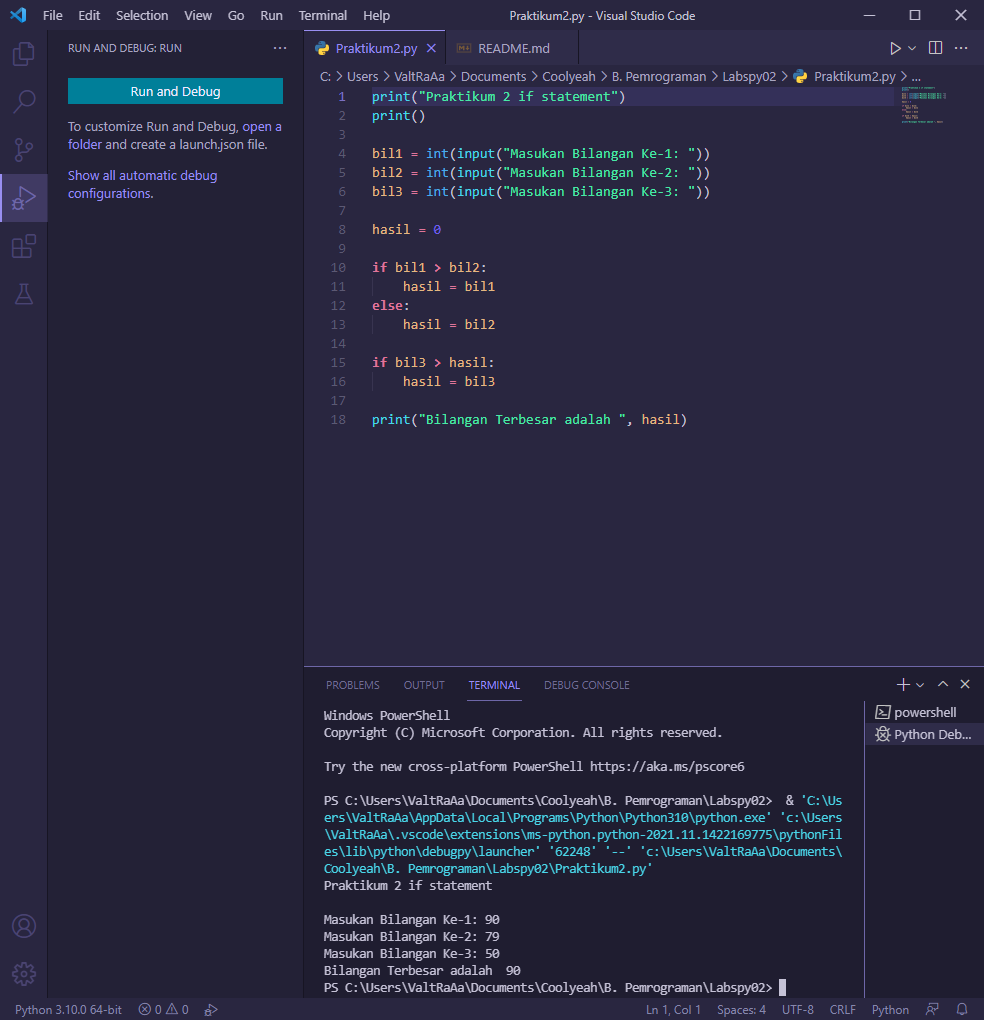 File Edit Selection View Go Run Terminal Help Praktikum2.py - Visual Studio Code
RUN AND DEBUG: RUN ...
Run and Debug
To customize Run and Debug, open a
folder and create a launch.json file.
Show all automatic debug
configurations.
Praktikum2.py README.md
C: > Users > ValtRaAa > Documents > Coolyeah > B. Pemrograman > Labspy02 > Praktikum2.py > ...
1 print("Praktikum 2 if statement")
2 print()
3
4 bil1 = int(input("Masukan Bilangan Ke-1: "))
5 bil2 = int(input("Masukan Bilangan Ke-2: "))
6 bil3 = int(input("Masukan Bilangan Ke-3: "))
7
8 hasil = 0
9
10 if bil1 > bil2:
11     hasil = bil1
12 else:
13     hasil = bil2
14
15 if bil3 > hasil:
16     hasil = bil3
17
18 print("Bilangan Terbesar adalah ", hasil)
PROBLEMS OUTPUT TERMINAL DEBUG CONSOLE
powershell
Python Deb...
Windows PowerShell
Copyright (C) Microsoft Corporation. All rights reserved.
Try the new cross-platform PowerShell https://aka.ms/pscore6
PS C:\Users\ValtRaAa\Documents\Coolyeah\B. Pemrograman\Labspy02>  & 'C:\Us
ers\ValtRaAa\AppData\Local\Programs\Python\Python310\python.exe' 'c:\Users
\ValtRaAa\.vscode\extensions\ms-python.python-2021.11.1422169775\pythonFil
es\lib\python\debugpy\launcher' '62248' '--' 'c:\Users\ValtRaAa\Documents\
Coolyeah\B. Pemrograman\Labspy02\Praktikum2.py'
Praktikum 2 if statement
Masukan Bilangan Ke-1: 90
Masukan Bilangan Ke-2: 79
Masukan Bilangan Ke-3: 50
Bilangan Terbesar adalah  90
PS C:\Users\ValtRaAa\Documents\Coolyeah\B. Pemrograman\Labspy02>
Python 3.10.0 64-bit 0 0 Ln 1, Col 1 Spaces: 4 UTF-8 CRLF Python